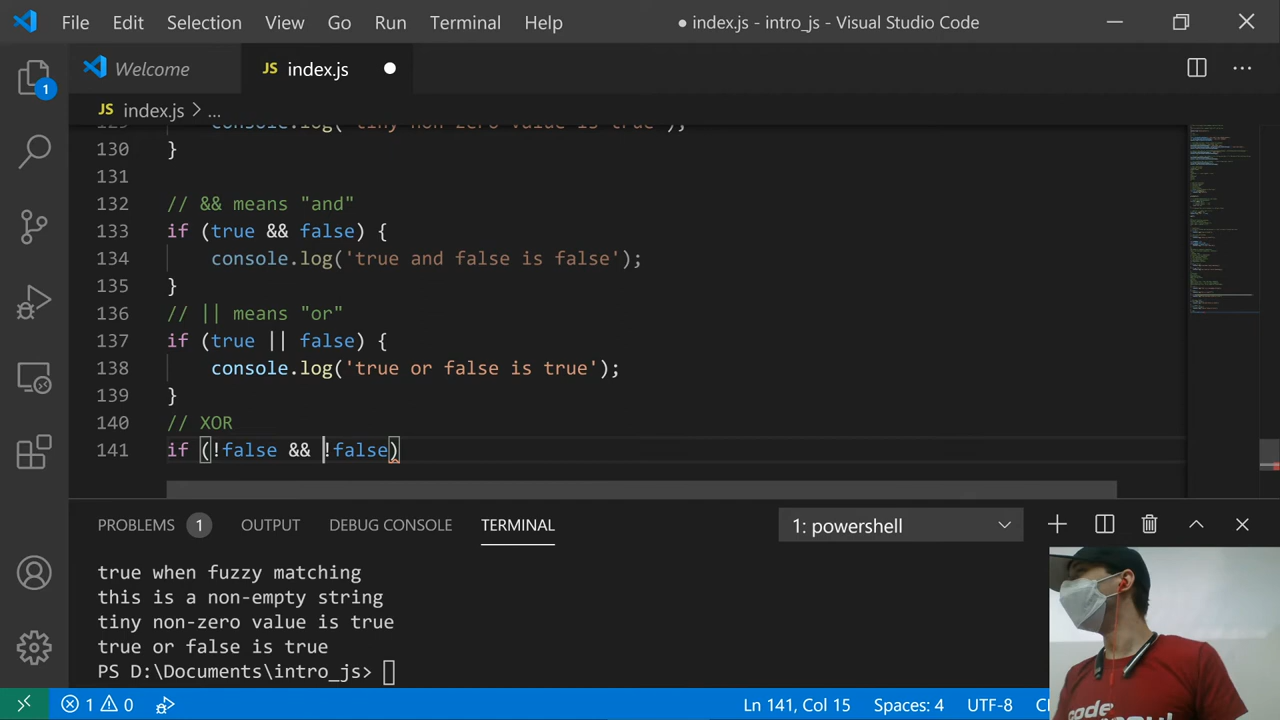 File Edit Selection View Go Run Terminal Help ● index.js - intro_js - Visual Studio Code
Welcome JS index.js
1
JS index.js > ...
129 console.log('tiny non-zero value is true');
130 }
131
132 // && means "and"
133 if (true && false) {
134 console.log('true and false is false');
135 }
136 // || means "or"
137 if (true || false) {
138 console.log('true or false is true');
139 }
140 // XOR
141 if (!false && !false)
PROBLEMS 1 OUTPUT DEBUG CONSOLE TERMINAL 1: powershell
true when fuzzy matching
this is a non-empty string
tiny non-zero value is true
true or false is true
PS D:\Documents\intro_js>
code
1 0 Ln 141, Col 15 Spaces: 4 UTF-8